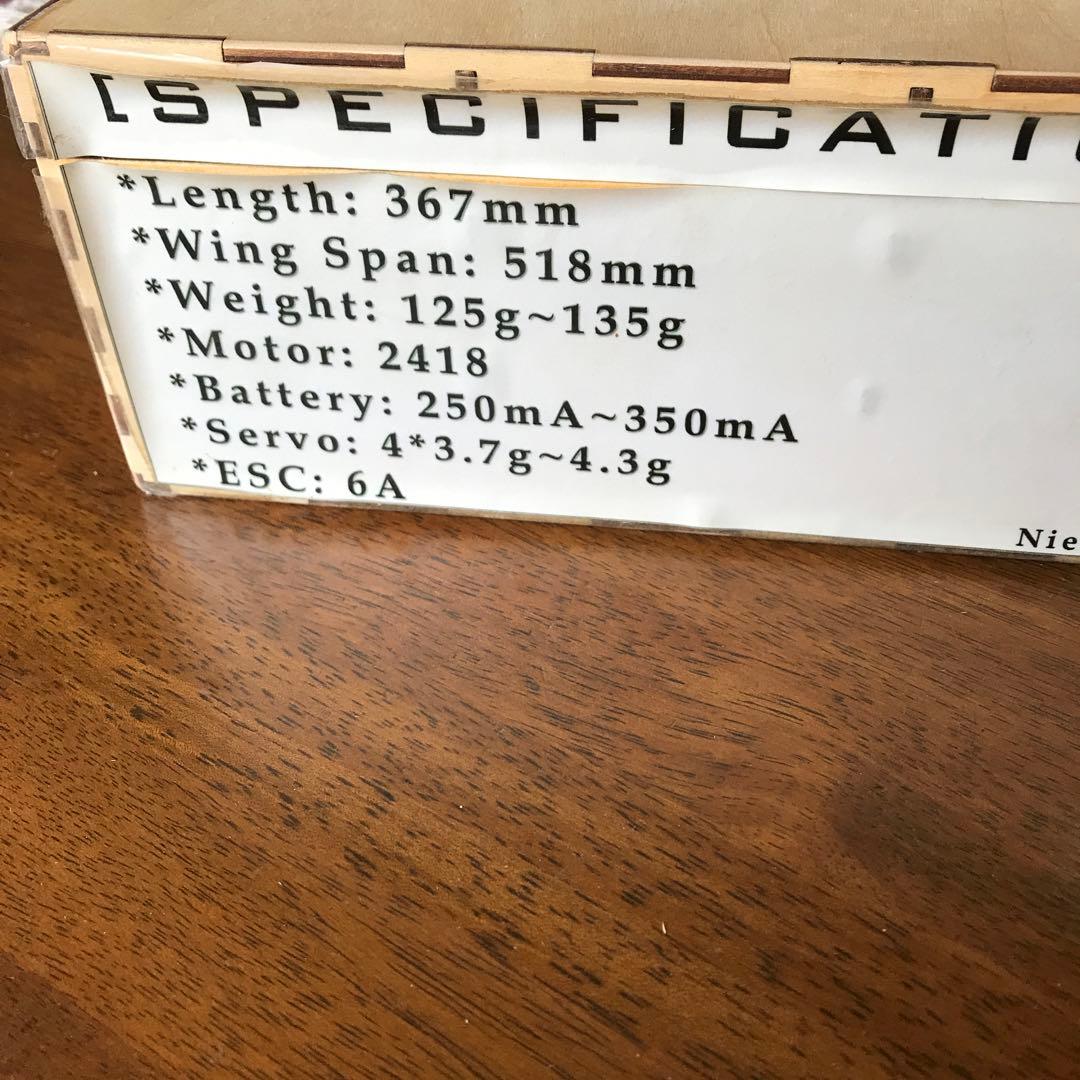 [SPECIFICATI
*Length: 367mm
*Wing Span: 518mm
*Weight: 125g~135g
*Motor: 2418
*Battery: 250mA~350mA
*Servo: 4*3.7g~4.3g
*ESC: 6A
Nie